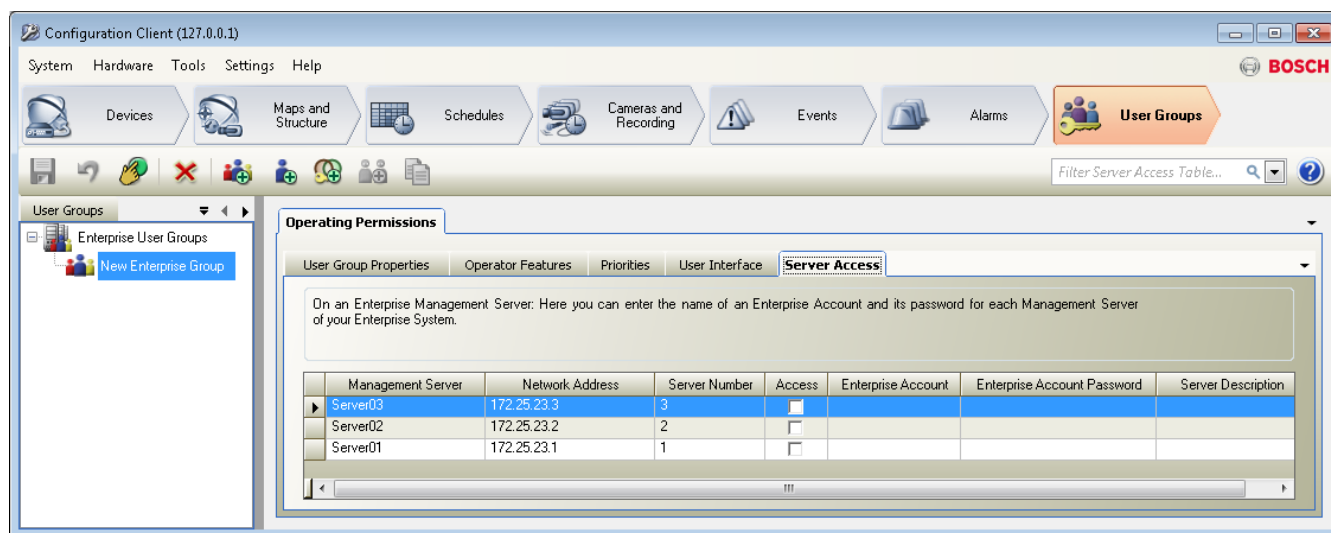 Configuration Client (127.0.0.1)
System Hardware Tools Settings Help
BOSCH
Devices
Maps and
Structure
Schedules
Cameras and
Recording
Events
Alarms
User Groups
Filter Server Access Table...
User Groups
Enterprise User Groups
New Enterprise Group
Operating Permissions
User Group Properties Operator Features Priorities User Interface Server Access
On an Enterprise Management Server: Here you can enter the name of an Enterprise Account and its password for each Management Server
of your Enterprise System.
Management Server Network Address Server Number Access Enterprise Account Enterprise Account Password Server Description
Server03 172.25.23.3 3
Server02 172.25.23.2 2
Server01 172.25.23.1 1